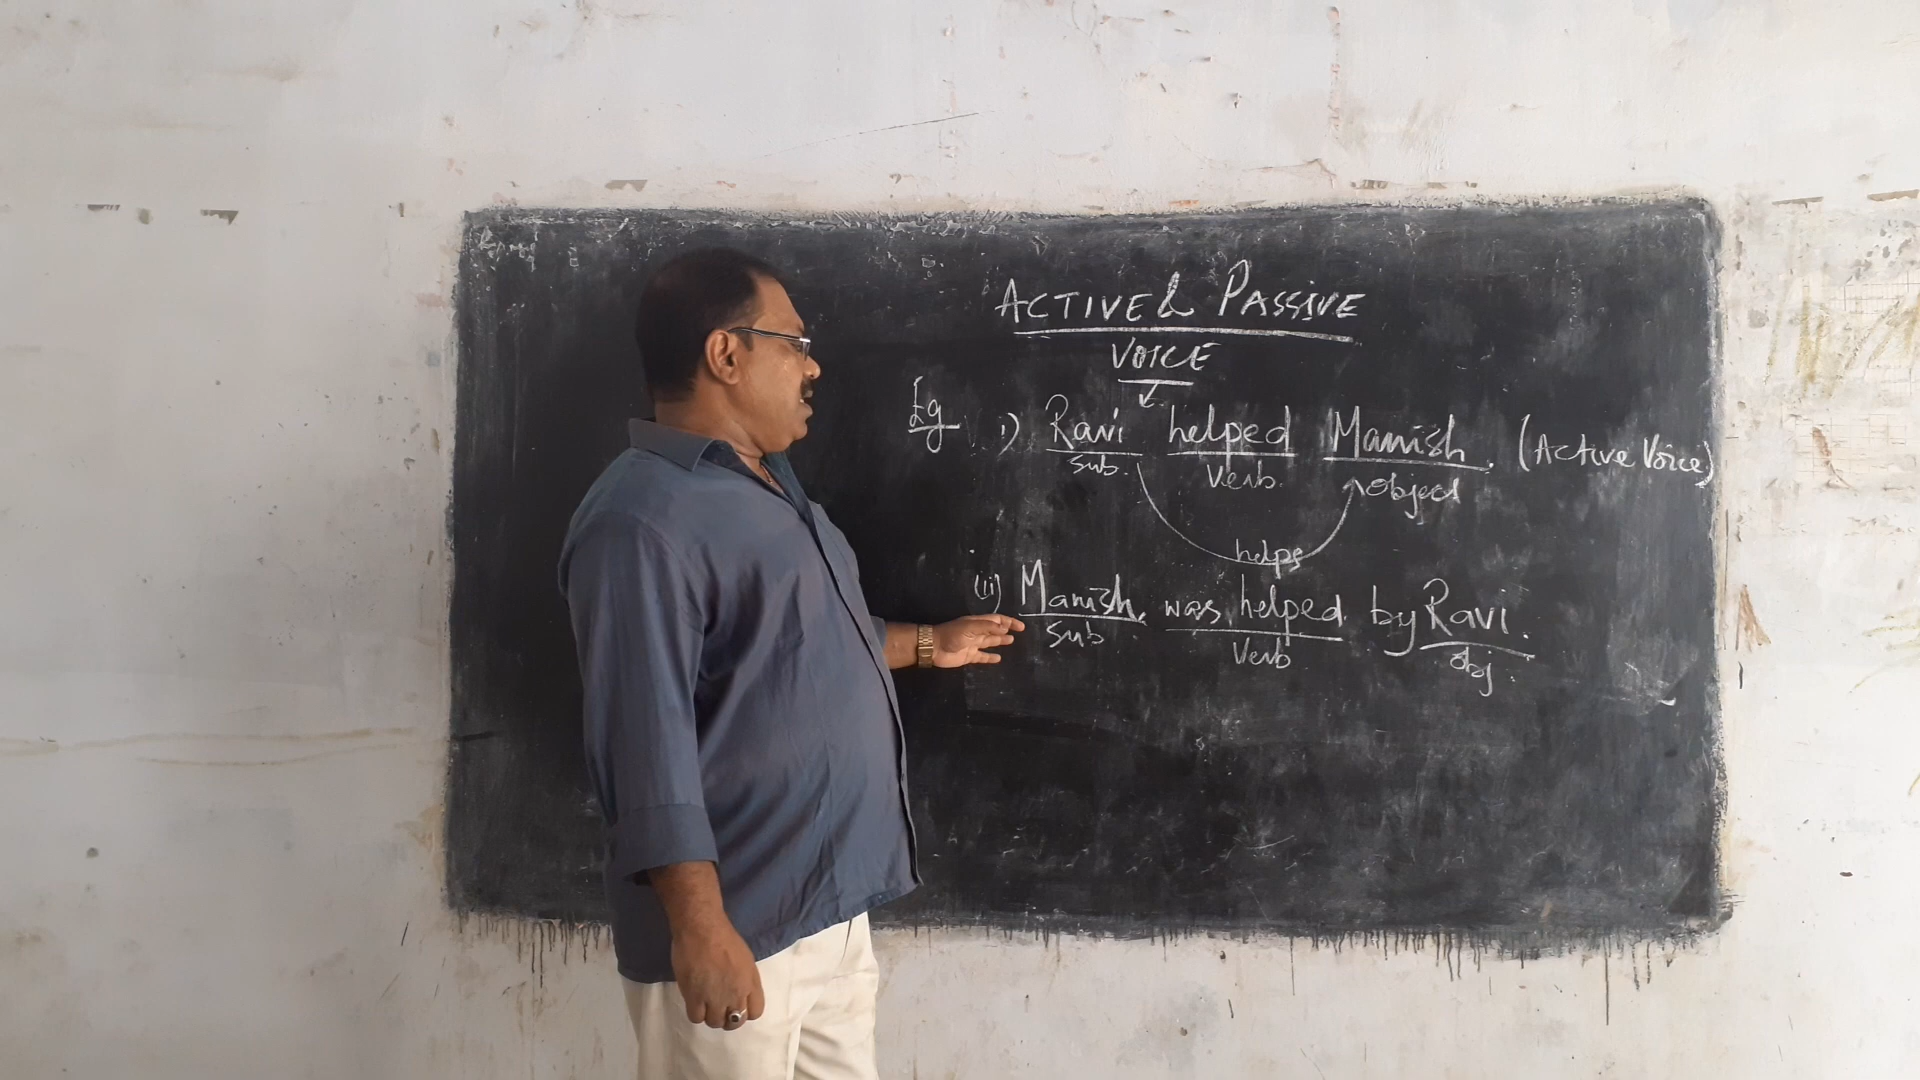 ACTIVE & PASSIVE
VOICE
Eg (i) Ravi helped Manish. (Active Voice)
sub. Verb. object
helps
(ii) Manish was helped by Ravi.
Sub Verb obj.